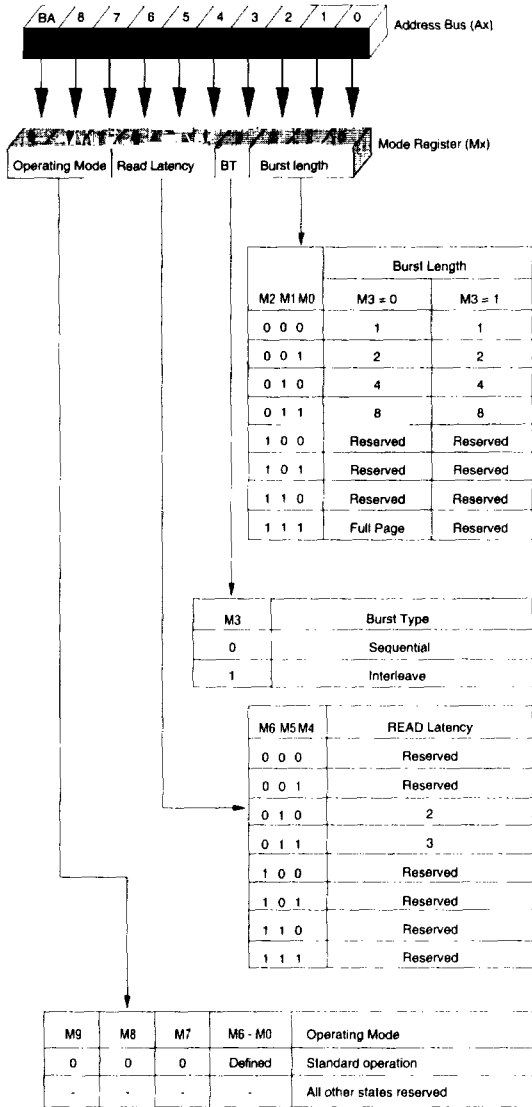 BA 8 7 6 5 4 3 2 1 0
Address Bus (Ax)
Mode Register (Mx)
Operating Mode Read Latency BT Burst length
Burst Length
M2 M1 M0 M3 = 0 M3 = 1
0 0 0 1 1
0 0 1 2 2
0 1 0 4 4
0 1 1 8 8
1 0 0 Reserved Reserved
1 0 1 Reserved Reserved
1 1 0 Reserved Reserved
1 1 1 Full Page Reserved
M3 Burst Type
0 Sequential
1 Interleave
M6 M5 M4 READ Latency
0 0 0 Reserved
0 0 1 Reserved
0 1 0 2
0 1 1 3
1 0 0 Reserved
1 0 1 Reserved
1 1 0 Reserved
1 1 1 Reserved
M9 M8 M7 M6 - M0 Operating Mode
0 0 0 Defined Standard operation
- - - - All other states reserved